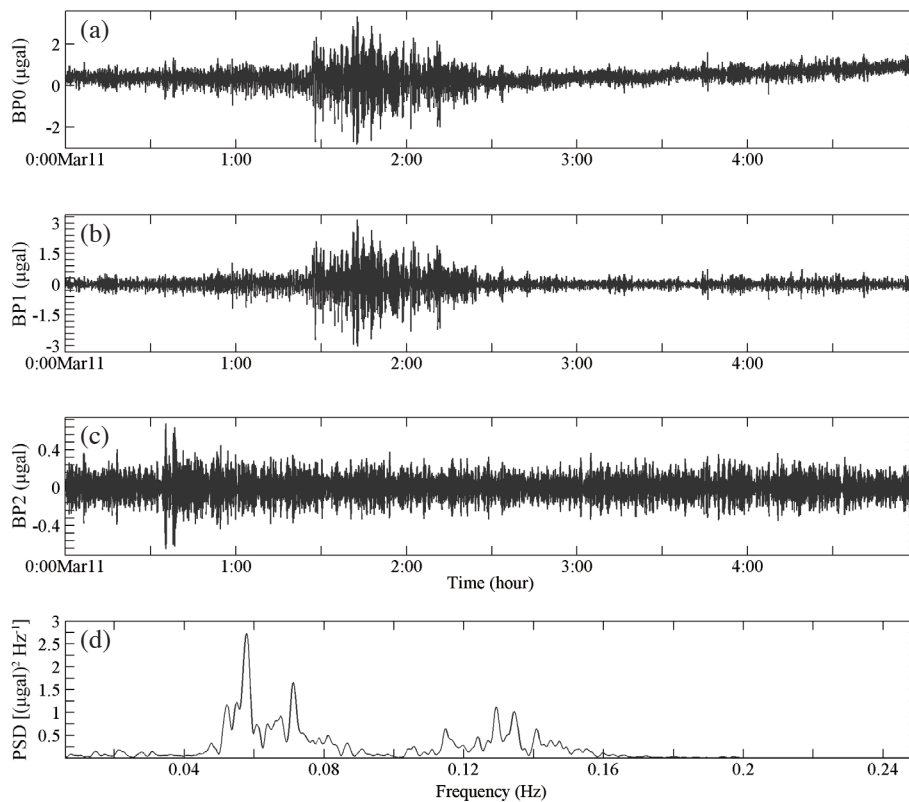 (a)
BP0 (μgal)
2
0
-2
0:00Mar11 1:00 2:00 3:00 4:00
(b)
BP1 (μgal)
3
1.5
0
-1.5
-3
0:00Mar11 1:00 2:00 3:00 4:00
(c)
BP2 (μgal)
0.4
0
-0.4
0:00Mar11 1:00 2:00 3:00 4:00
Time (hour)
(d)
PSD [(μgal)² Hz⁻¹]
3
2.5
1.5
1
0.5
0.04 0.08 0.12 0.16 0.2 0.24
Frequency (Hz)